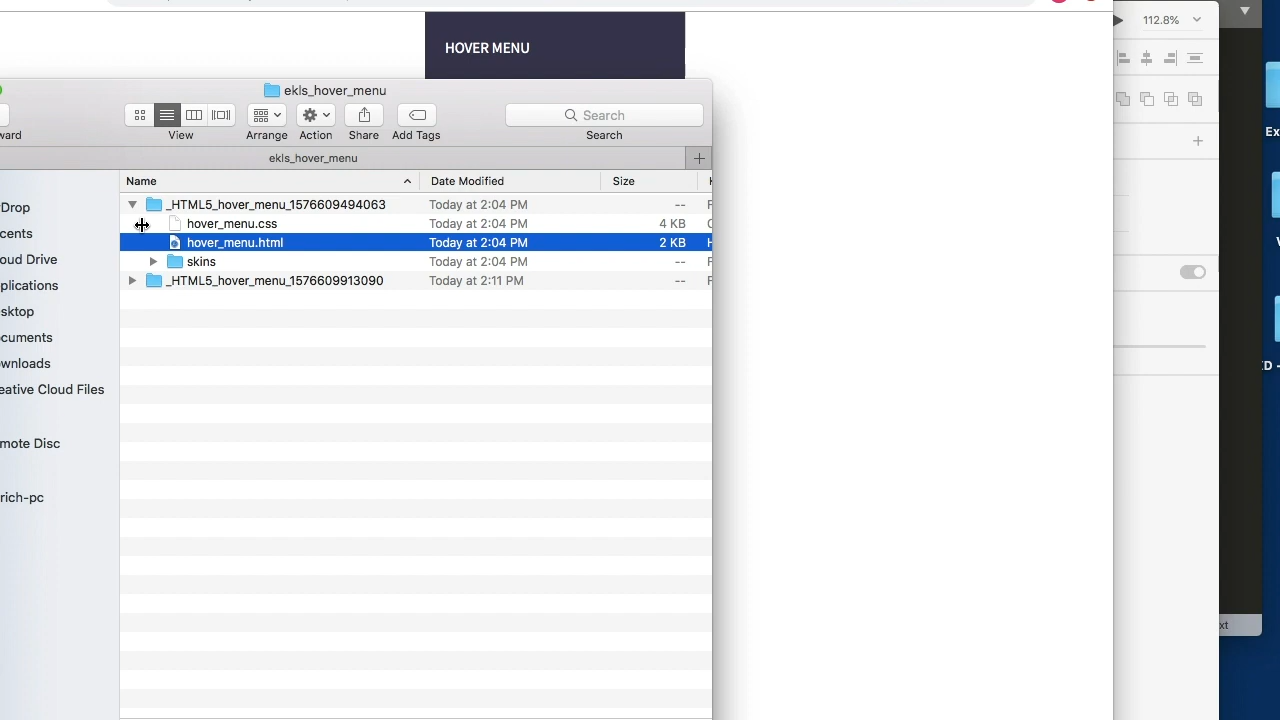 112.8%
HOVER MENU
ekls_hover_menu
Search
ward
View
Arrange
Action
Share
Add Tags
Search
ekls_hover_menu
Name
Date Modified
Size
_HTML5_hover_menu_1576609494063
Today at 2:04 PM
--
hover_menu.css
Today at 2:04 PM
4 KB
hover_menu.html
Today at 2:04 PM
2 KB
skins
Today at 2:04 PM
--
_HTML5_hover_menu_1576609913090
Today at 2:11 PM
--
rDrop
cents
oud Drive
plications
sktop
cuments
wnloads
eative Cloud Files
mote Disc
rich-pc
Ex
D -
xt